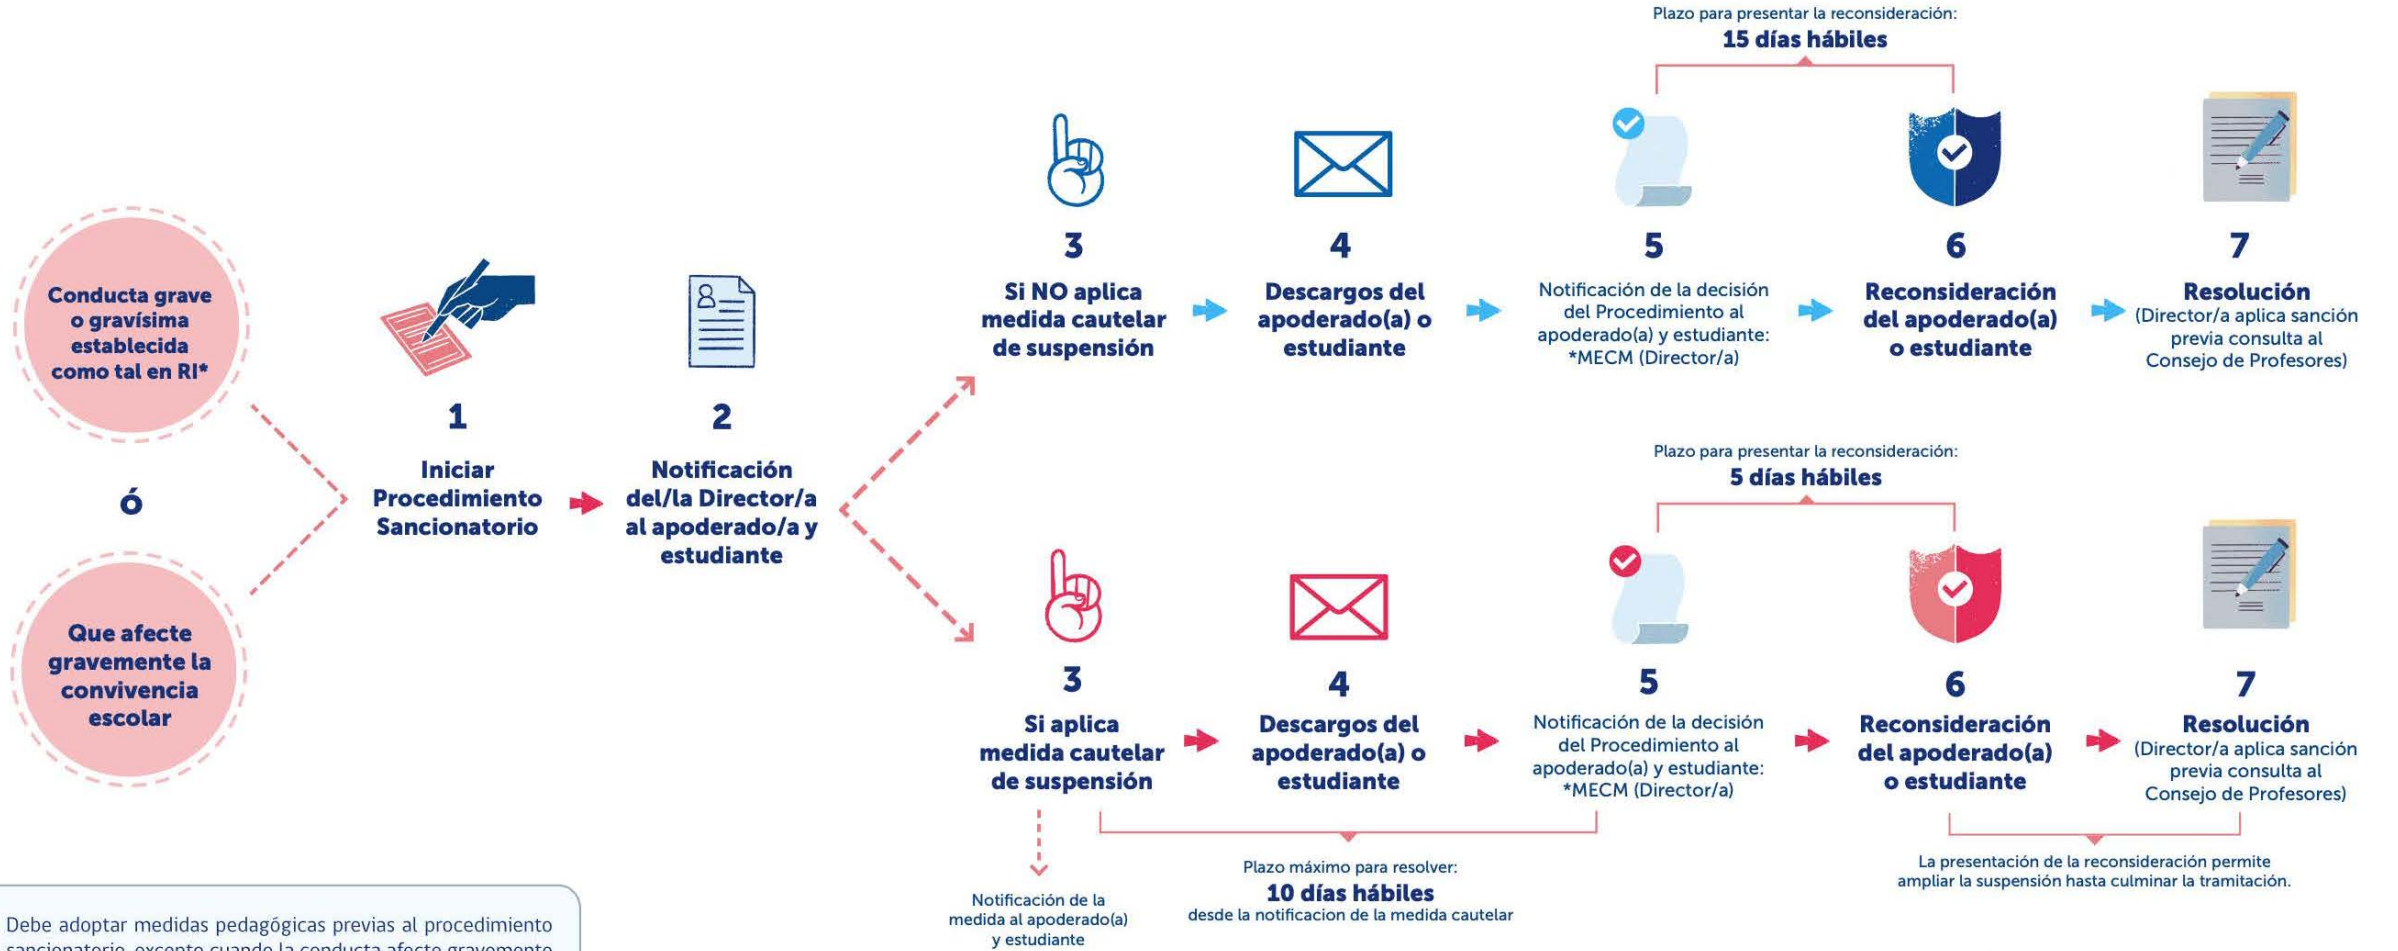 Conducta grave
o gravísima
establecida
como tal en RI*
ó
Que afecte
gravemente la
convivencia
escolar
1
Iniciar
Procedimiento
Sancionatorio
2
Notificación
del/la Director/a
al apoderado/a y
estudiante
Plazo para presentar la reconsideración:
15 días hábiles
3
Si NO aplica
medida cautelar
de suspensión
4
Descargos del
apoderado(a) o
estudiante
5
Notificación de la decisión
del Procedimiento al
apoderado(a) y estudiante:
*MECM (Director/a)
6
Reconsideración
del apoderado(a)
o estudiante
7
Resolución
(Director/a aplica sanción
previa consulta al
Consejo de Profesores)
Plazo para presentar la reconsideración:
5 días hábiles
3
Si aplica
medida cautelar
de suspensión
4
Descargos del
apoderado(a) o
estudiante
5
Notificación de la decisión
del Procedimiento al
apoderado(a) y estudiante:
*MECM (Director/a)
6
Reconsideración
del apoderado(a)
o estudiante
7
Resolución
(Director/a aplica sanción
previa consulta al
Consejo de Profesores)
Notificación de la
medida al apoderado(a)
y estudiante
Plazo máximo para resolver:
10 días hábiles
desde la notificacion de la medida cautelar
La presentación de la reconsideración permite
ampliar la suspensión hasta culminar la tramitación.
Debe adoptar medidas pedagógicas previas al procedimiento
sancionatorio, excepto cuando la conducta afecte gravemente